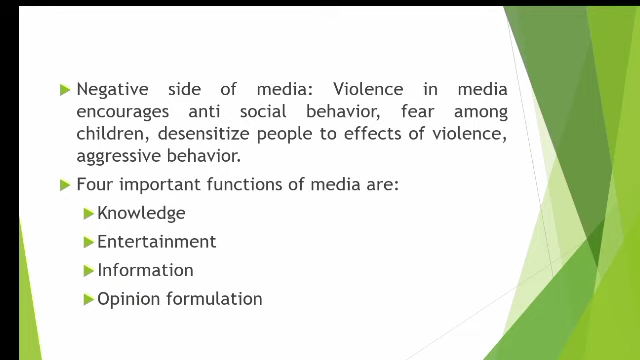 Negative side of media: Violence in media
encourages anti social behavior, fear among
children, desensitize people to effects of violence,
aggressive behavior.
Four important functions of media are:
Knowledge
Entertainment
Information
Opinion formulation